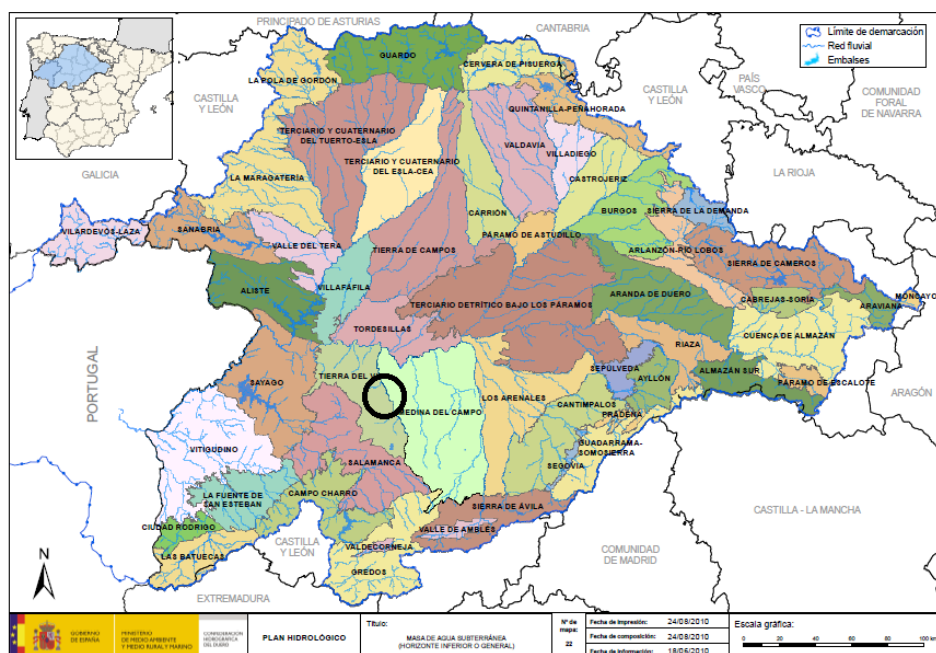 PRINCIPADO DE ASTURIAS
CANTABRIA
Límite de demarcación
Red fluvial
Embalses
GUARDO
CERVERA DE PISUERGA
LA POLA DE GORDÓN
CASTILLA
Y LEÓN
CASTILLA
Y LEÓN
PAÍS
VASCO
COMUNIDAD
FORAL
DE NAVARRA
QUINTANILLA-PEÑAHORADA
TERCIARIO Y CUATERNARIO
DEL TUERTO-ESLA
VALDAVIA
VILLADIEGO
TERCIARIO Y CUATERNARIO
DEL ESLA-CEA
CASTROJERIZ
LA RIOJA
GALICIA
LA MARAGATERÍA
CARRIÓN
BURGOS
SIERRA DE LA DEMANDA
VILARDEVÓS-LAZA
SANABRIA
VALLE DEL TERA
TIERRA DE CAMPOS
PÁRAMO DE ASTUDILLO
ARLANZÓN-RÍO LOBOS
SIERRA DE CAMEROS
ALISTE
VILLAFÁFILA
TERCIARIO DETRÍTICO BAJO LOS PÁRAMOS
ARANDA DE DUERO
CABREJAS-SORIA
ARAVIANA
MONCAYO
TORDESILLAS
CUENCA DE ALMAZÁN
RIAZA
PORTUGAL
SAYAGO
TIERRA DEL
SEPÚLVEDA
AYLLÓN
ALMAZÁN SUR
PÁRAMO DE ESCALOTE
ARAGÓN
MEDINA DEL CAMPO
LOS ARENALES
CANTIMPALOS
PRÁDENA
VITIGUDINO
SALAMANCA
GUADARRAMA-
SOMOSIERRA
SEGOVIA
LA FUENTE DE
SAN ESTEBAN
CAMPO CHARRO
SIERRA DE ÁVILA
CASTILLA - LA MANCHA
CIUDAD RODRIGO
VALLE DE AMBLÉS
LAS BATUECAS
CASTILLA
Y LEÓN
VALDECORNEJA
GREDOS
COMUNIDAD
DE MADRID
N
EXTREMADURA
GOBIERNO
DE ESPAÑA
MINISTERIO
DE MEDIO AMBIENTE
Y MEDIO RURAL Y MARINO
CONFEDERACIÓN
HIDROGRÁFICA
DEL DUERO
PLAN HIDROLÓGICO
Título:
MASA DE AGUA SUBTERRÁNEA
(HORIZONTE INFERIOR O GENERAL)
Nº de
mapa:
22
Fecha de impresión: 24/08/2010
Fecha de composición: 24/08/2010
Fecha de información: 18/06/2010
Escala gráfica:
0 20 40 60 80 100 km